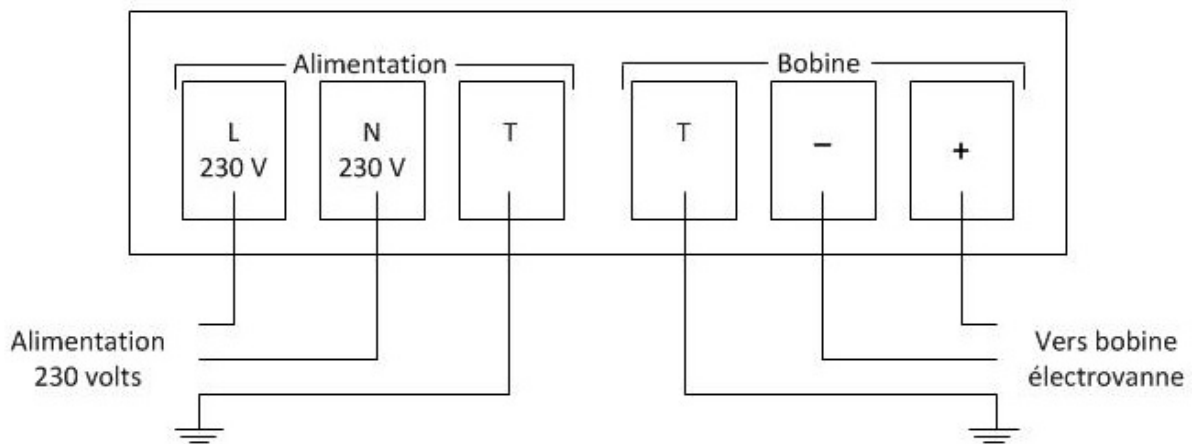 Alimentation
Bobine
L
230 V
N
230 V
T
T
–
+
Alimentation
230 volts
Vers bobine
électrovanne